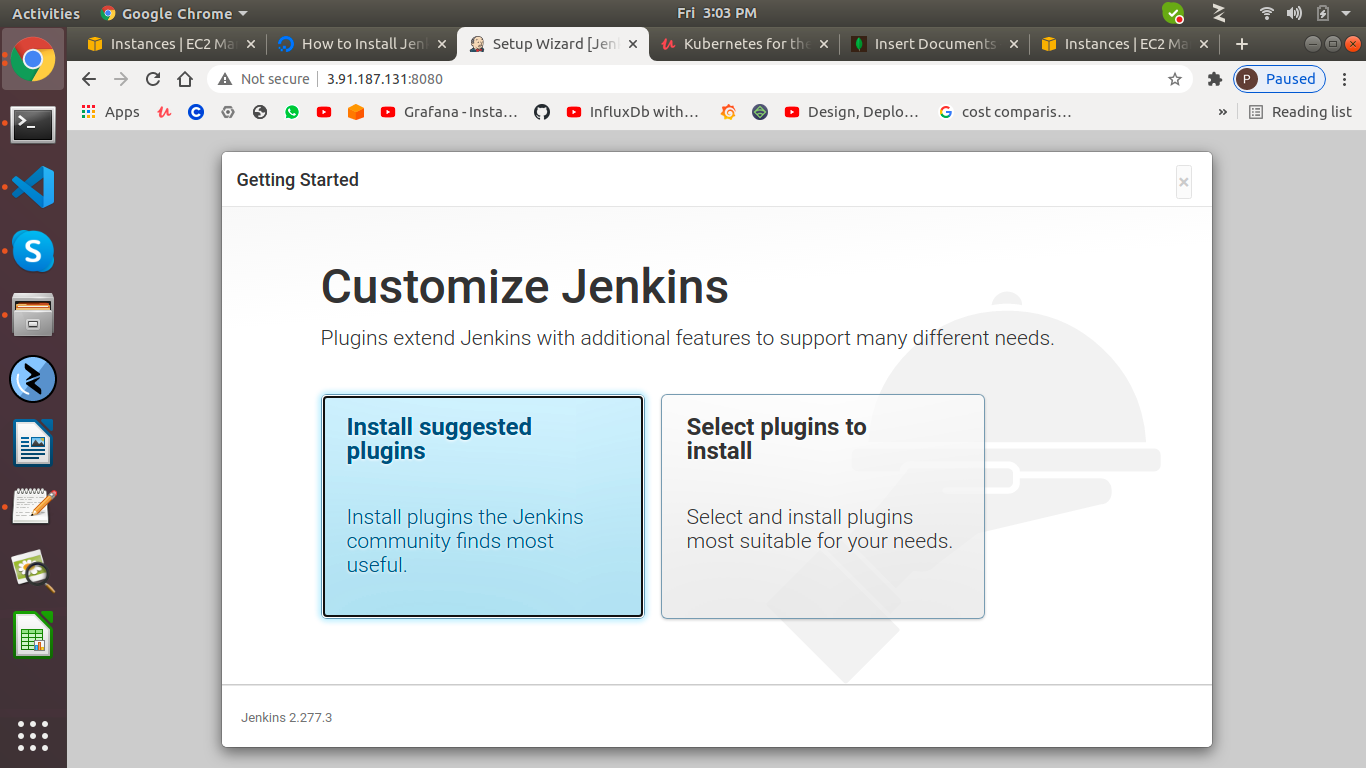 Activities Google Chrome Fri 3:03 PM
Instances | EC2 Ma How to Install Jen Setup Wizard [Jen Kubernetes for the Insert Documents Instances | EC2 Ma
Not secure 3.91.187.131:8080 P Paused
Apps Grafana - Insta... InfluxDb with... Design, Deplo... cost comparis... » Reading list
Getting Started
Customize Jenkins
Plugins extend Jenkins with additional features to support many different needs.
Install suggested
plugins
Install plugins the Jenkins
community finds most
useful.
Select plugins to
install
Select and install plugins
most suitable for your needs.
Jenkins 2.277.3